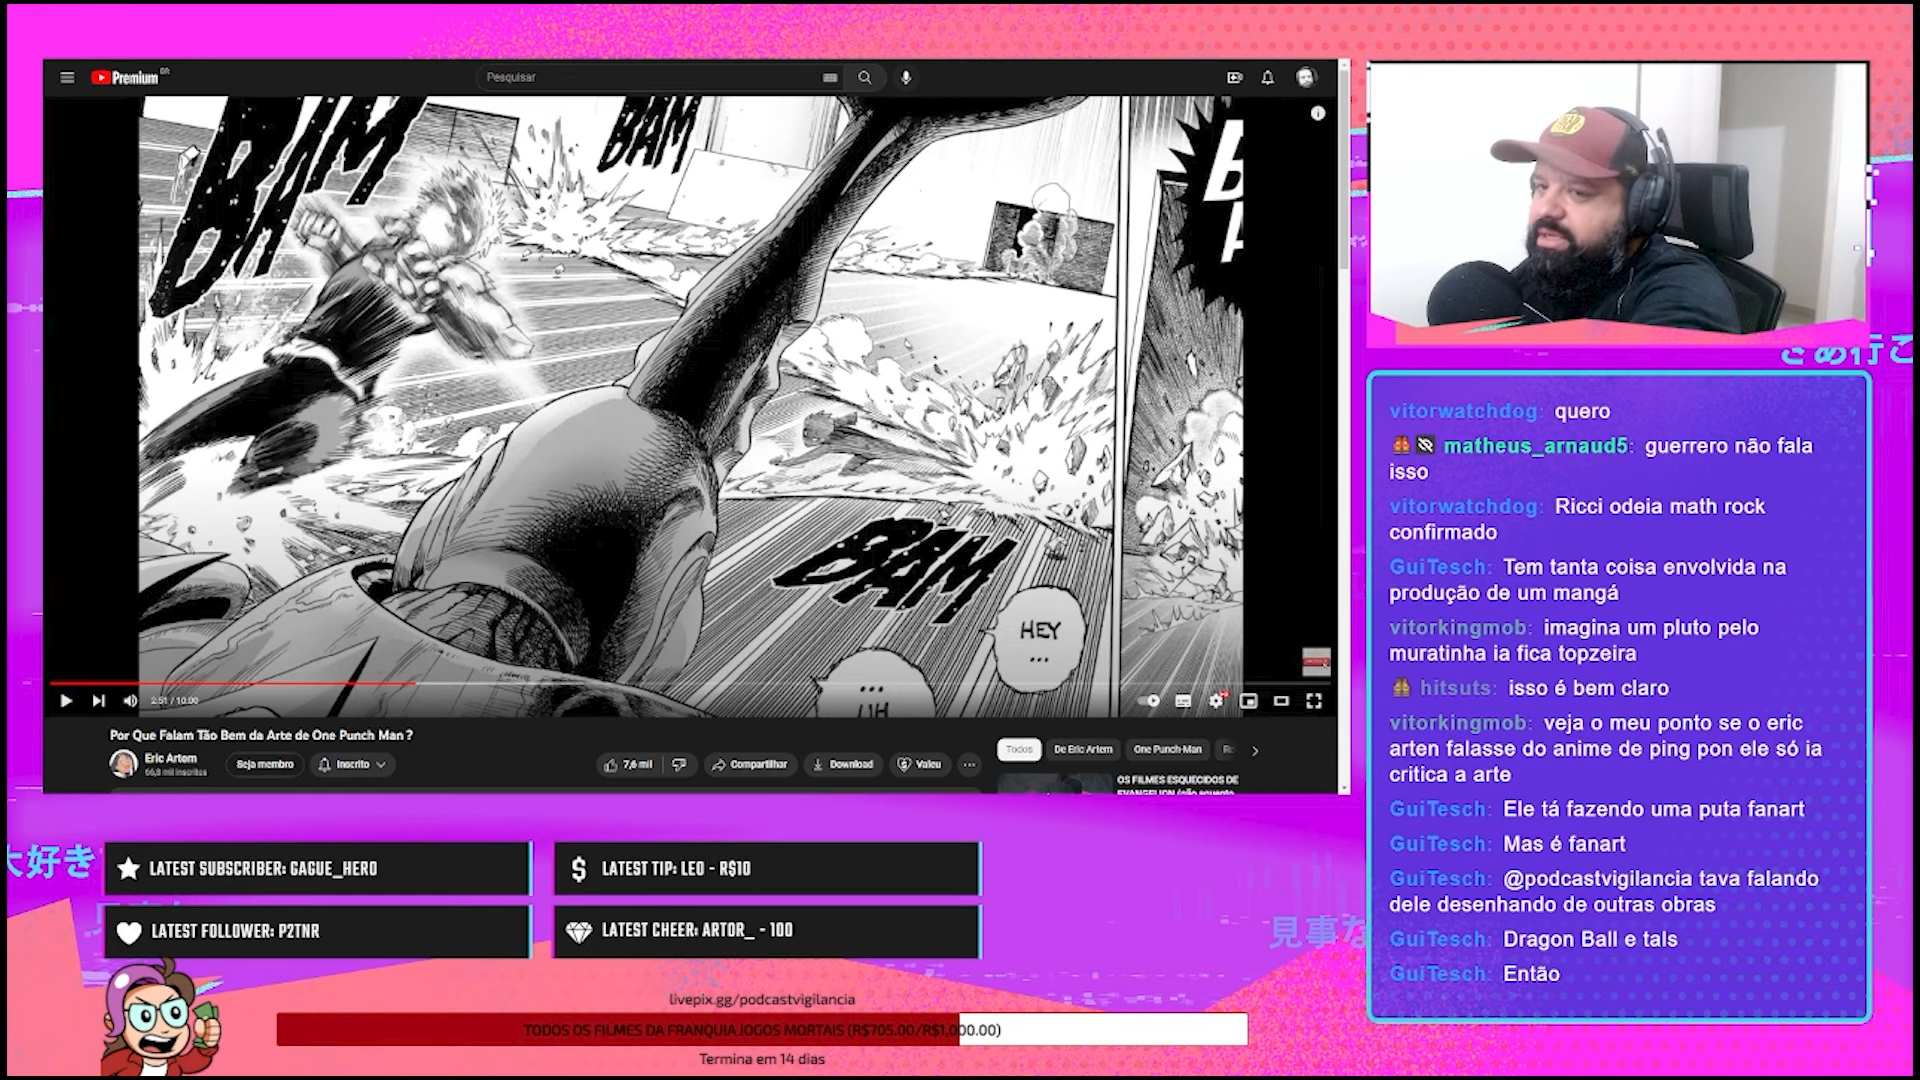 Premium BR
Pesquisar
BAM
BAM
BAM
HEY
...
...
2:51 / 10:00
Por Que Falam Tão Bem da Arte de One Punch Man ?
Eric Artem
66,8 mil inscritos
Seja membro
Inscrito
7,6 mil
Compartilhar
Download
Valeu
Todos
De Eric Artem
One Punch-Man
OS FILMES ESQUECIDOS DE
EVANGELION (não aguento
vitorwatchdog: quero
matheus_arnaud5: guerrero não fala
isso
vitorwatchdog: Ricci odeia math rock
confirmado
GuiTesch: Tem tanta coisa envolvida na
produção de um mangá
vitorkingmob: imagina um pluto pelo
muratinha ia fica topzeira
hitsuts: isso é bem claro
vitorkingmob: veja o meu ponto se o eric
arten falasse do anime de ping pon ele só ia
critica a arte
GuiTesch: Ele tá fazendo uma puta fanart
GuiTesch: Mas é fanart
GuiTesch: @podcastvigilancia tava falando
dele desenhando de outras obras
GuiTesch: Dragon Ball e tals
GuiTesch: Então
大好き
見事な
LATEST SUBSCRIBER: GAGUE_HERO
LATEST TIP: LEO - R$10
LATEST FOLLOWER: P2TNR
LATEST CHEER: ARTOR_ - 100
livepix.gg/podcastvigilancia
TODOS OS FILMES DA FRANQUIA JOGOS MORTAIS (R$705.00/R$1,000.00)
Termina em 14 dias